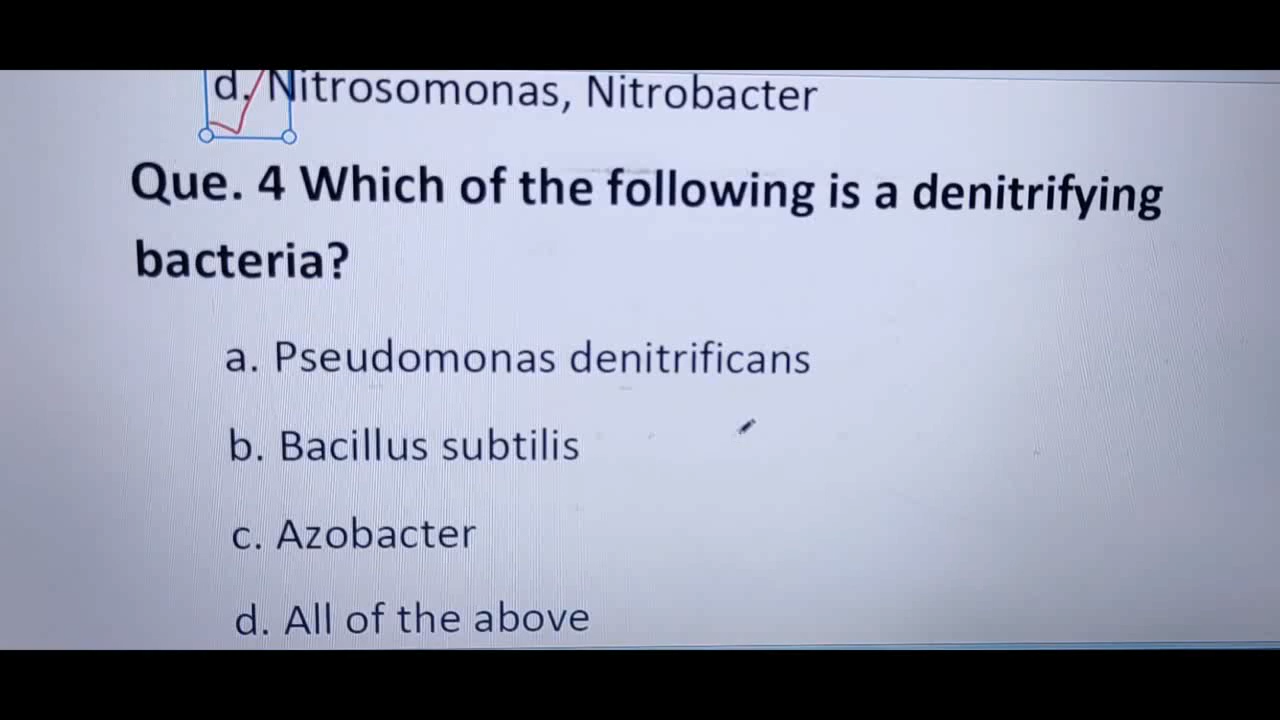 d. Nitrosomonas, Nitrobacter
Que. 4 Which of the following is a denitrifying
bacteria?
a. Pseudomonas denitrificans
b. Bacillus subtilis
c. Azobacter
d. All of the above